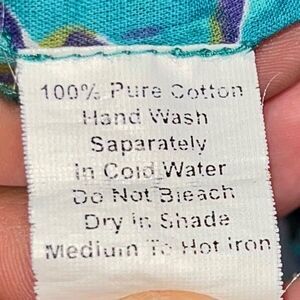 100% Pure Cotton
Hand Wash
Saparately
in Cold Water
Do Not Bleach
Dry in Shade
Medium To Hot iron